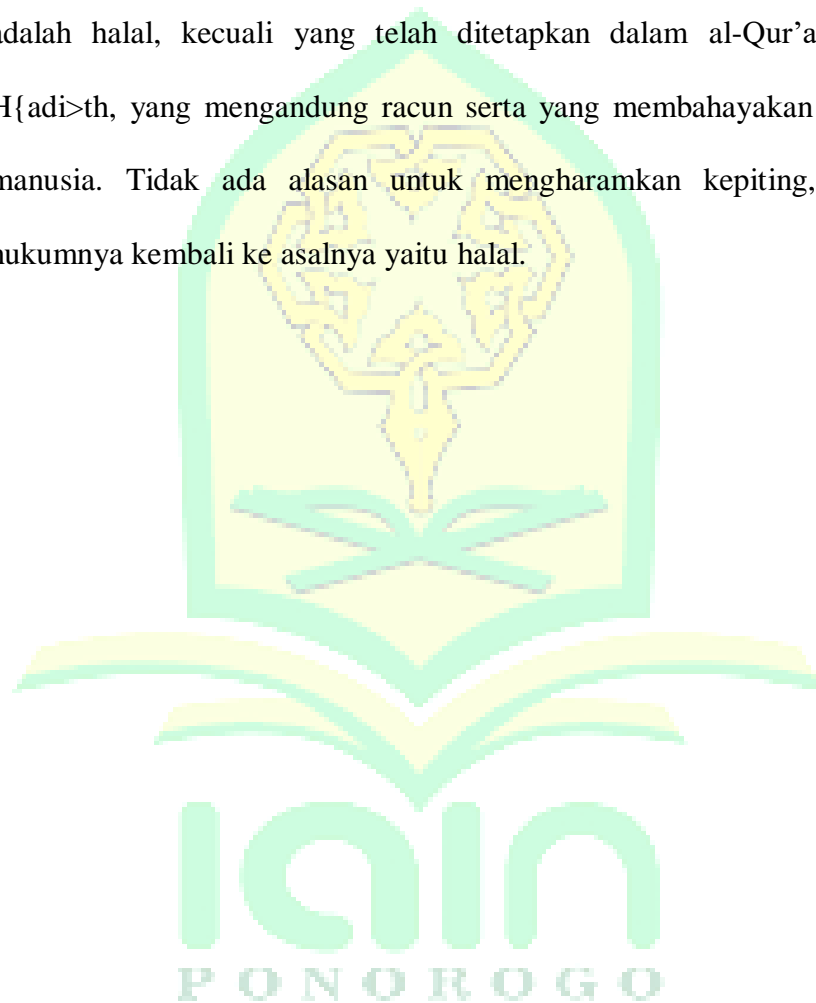 adalah halal, kecuali yang telah ditetapkan dalam al-Qur’a
H{adi>th, yang mengandung racun serta yang membahayakan
manusia. Tidak ada alasan untuk mengharamkan kepiting,
hukumnya kembali ke asalnya yaitu halal.
iain
PONOROGO